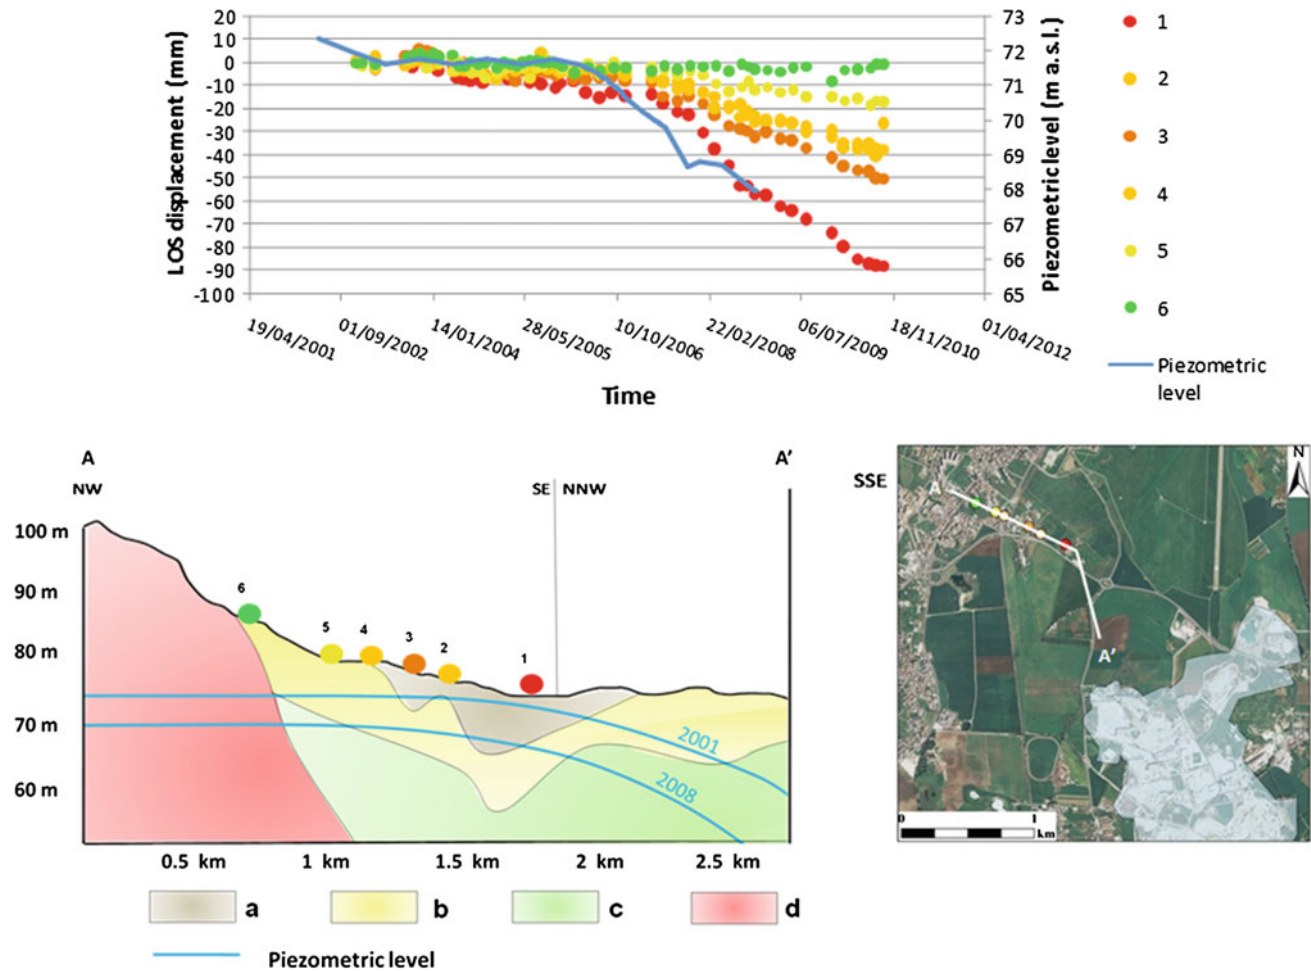 20
10
0
-10
-20
-30
-40
-50
-60
-70
-80
-90
-100
LOS displacement (mm)
73
72
71
70
69
68
67
66
65
Piezometric level (m a.s.l.)
19/04/2001
01/09/2002
14/01/2004
28/05/2005
10/10/2006
22/02/2008
06/07/2009
18/11/2010
01/04/2012
Time
1
2
3
4
5
6
Piezometric
level
A
NW
SE NNW
A'
SSE
100 m
90 m
80 m
70 m
60 m
6
5
4
3
2
1
2001
2008
0.5 km
1 km
1.5 km
2 km
2.5 km
a
b
c
d
Piezometric level
N
A
A'
0
1
km